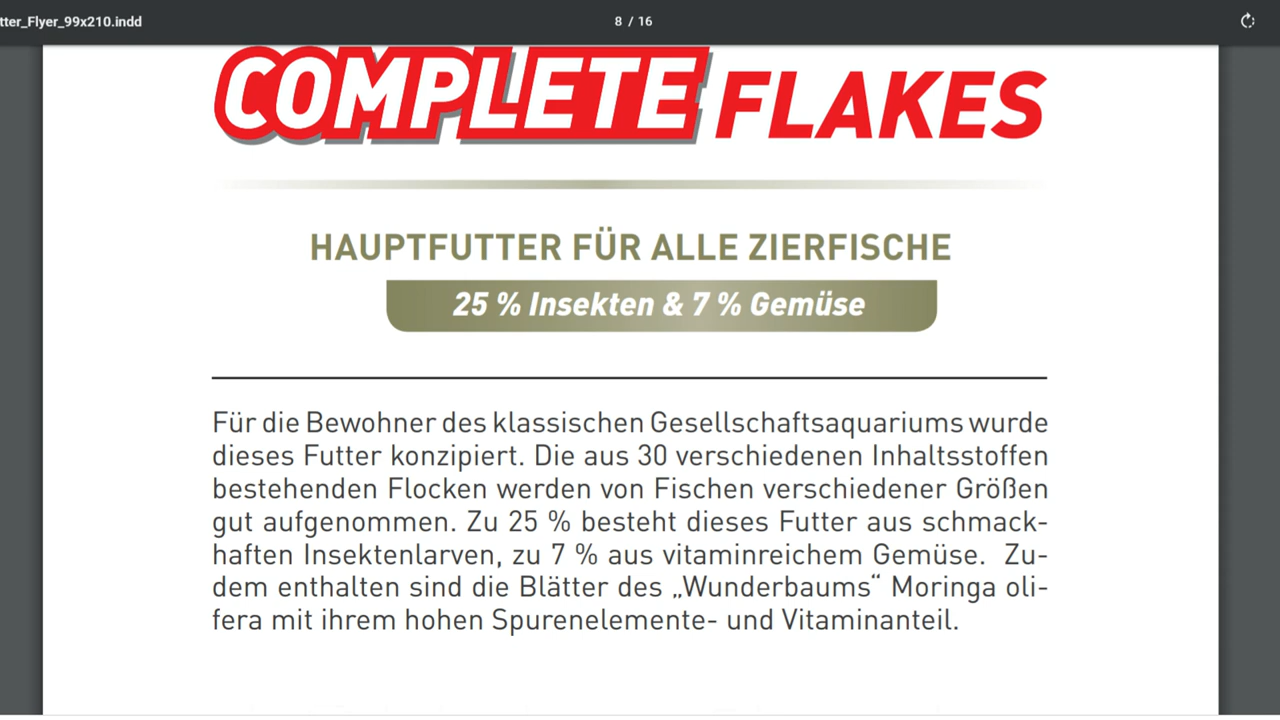 tter_Flyer_99x210.indd
8 / 16
COMPLETE FLAKES
HAUPTFUTTER FÜR ALLE ZIERFISCHE
25 % Insekten & 7 % Gemüse
Für die Bewohner des klassischen Gesellschaftsaquariums wurde
dieses Futter konzipiert. Die aus 30 verschiedenen Inhaltsstoffen
bestehenden Flocken werden von Fischen verschiedener Größen
gut aufgenommen. Zu 25 % besteht dieses Futter aus schmack-
haften Insektenlarven, zu 7 % aus vitaminreichem Gemüse. Zu-
dem enthalten sind die Blätter des „Wunderbaums“ Moringa oli-
fera mit ihrem hohen Spurenelemente- und Vitaminanteil.